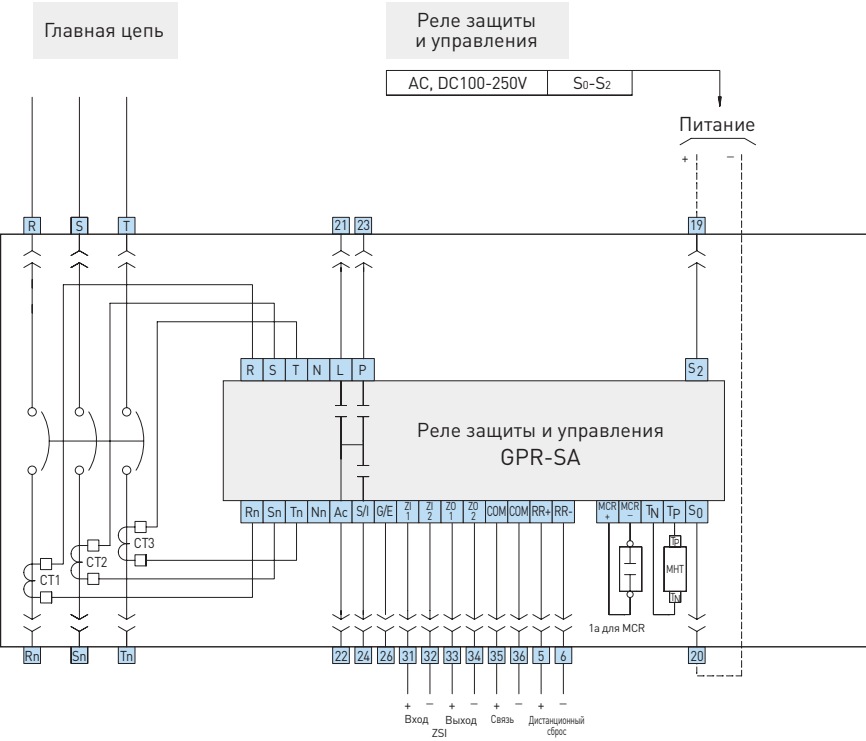 Главная цепь
Реле защиты
и управления
AC, DC100-250V S0-S2
Питание
+ −
R S T 21 23 19
R S T N L P S2
Реле защиты и управления
GPR-SA
Rn Sn Tn Nn Ac S/I G/E ZI 1 ZI 2 ZO 1 ZO 2 COM COM RR+ RR- MCR + MCR − TN TP S0
CT1
CT2
CT3
TP
МНТ
TN
1a для MCR
Rn Sn Tn 22 24 26 31 32 33 34 35 36 5 6 20
+ − + − + − + −
Вход Выход Связь Дистанционный
сброс
ZSI